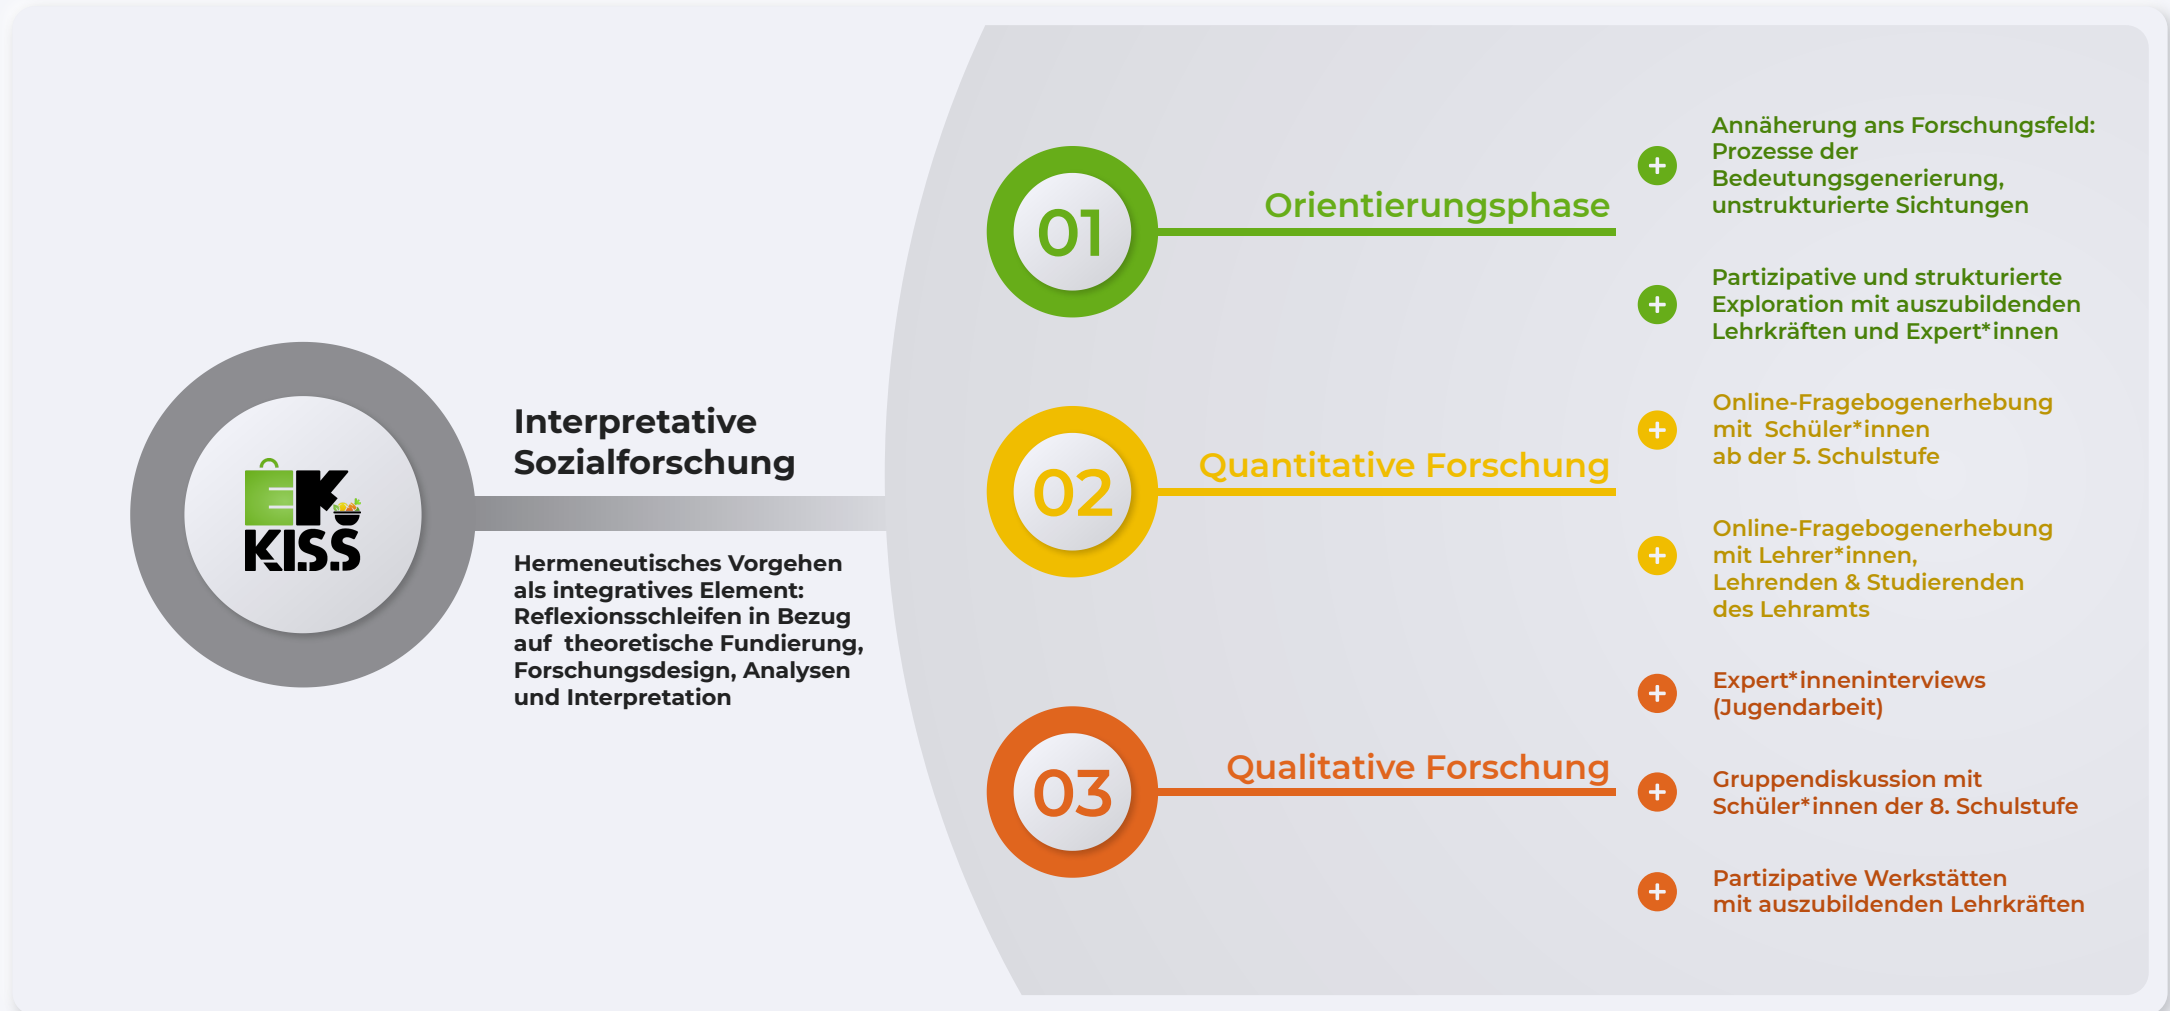 EK
KISS
Interpretative
Sozialforschung
Hermeneutisches Vorgehen
als integratives Element:
Reflexionsschleifen in Bezug
auf theoretische Fundierung,
Forschungsdesign, Analysen
und Interpretation
01
Orientierungsphase
Annäherung ans Forschungsfeld:
Prozesse der
Bedeutungsgenerierung,
unstrukturierte Sichtungen
Partizipative und strukturierte
Exploration mit auszubildenden
Lehrkräften und Expert*innen
02
Quantitative Forschung
Online-Fragebogenerhebung
mit Schüler*innen
ab der 5. Schulstufe
Online-Fragebogenerhebung
mit Lehrer*innen,
Lehrenden & Studierenden
des Lehramts
03
Qualitative Forschung
Expert*inneninterviews
(Jugendarbeit)
Gruppendiskussion mit
Schüler*innen der 8. Schulstufe
Partizipative Werkstätten
mit auszubildenden Lehrkräften